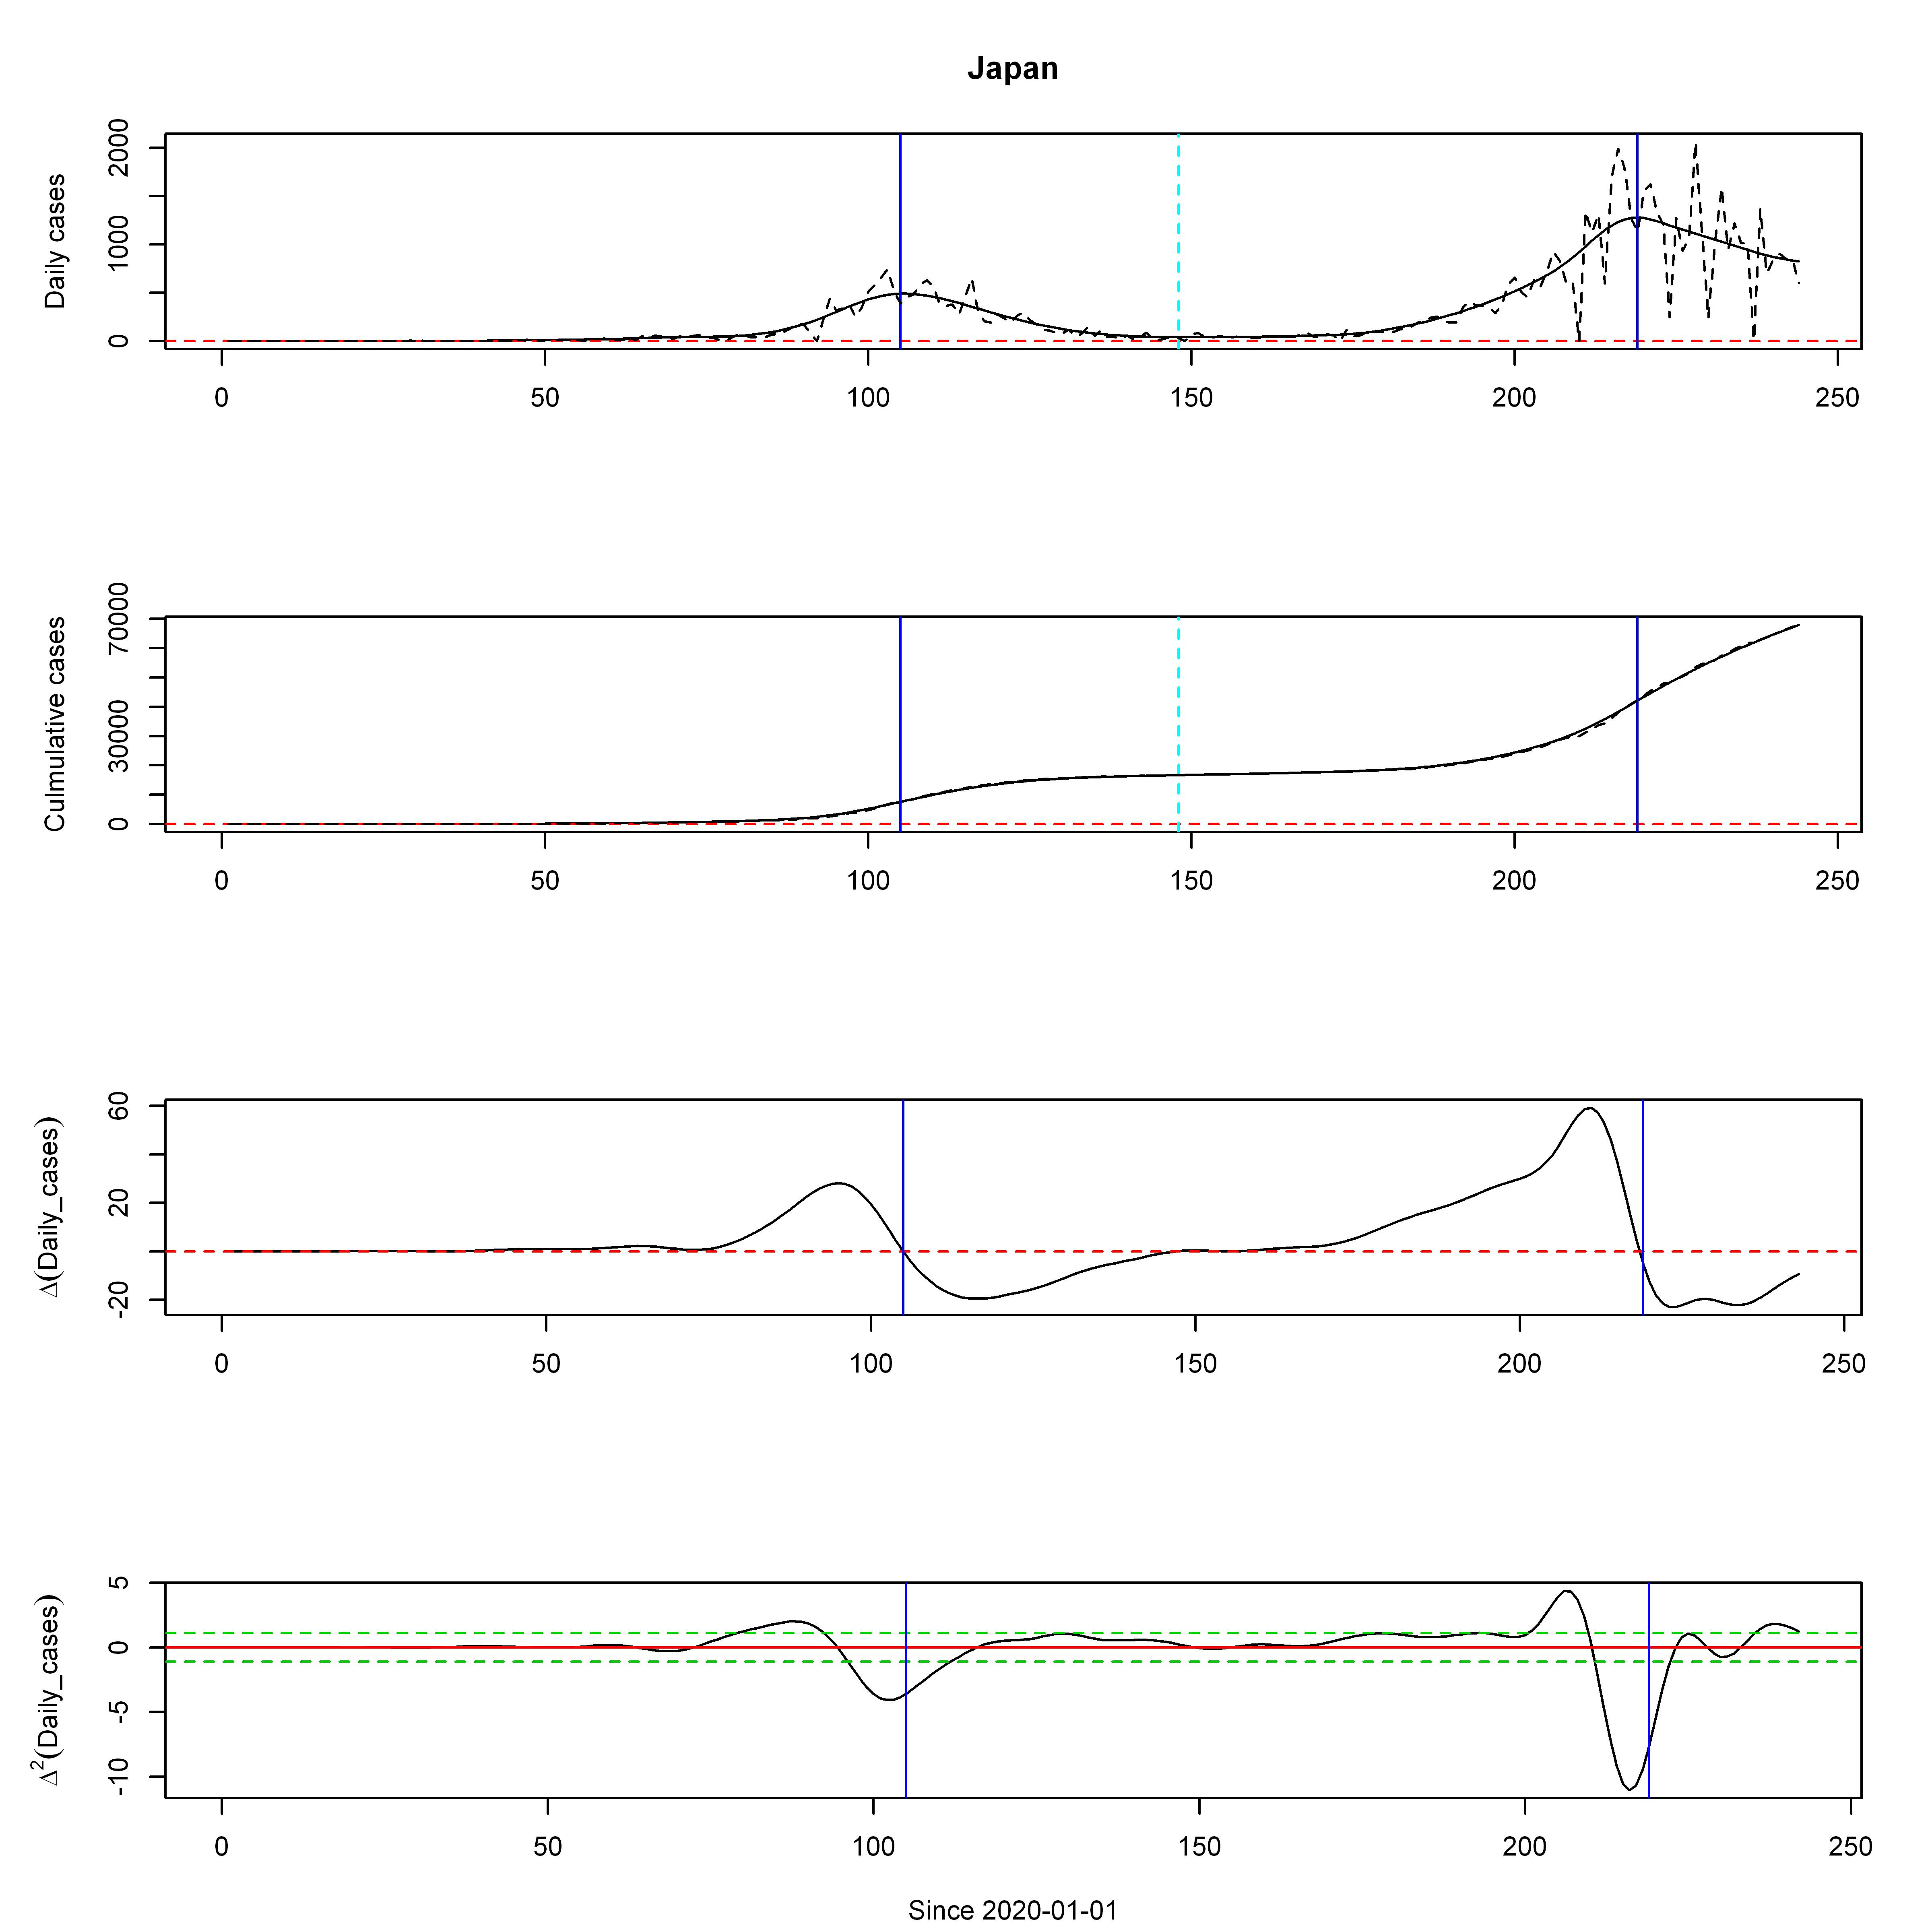 Japan
Daily cases
2000
1000
0
0 50 100 150 200 250
Culmulative cases
70000
30000
0
0 50 100 150 200 250
Δ(Daily_cases)
60
20
-20
0 50 100 150 200 250
Δ²(Daily_cases)
5
0
-5
-10
0 50 100 150 200 250
Since 2020-01-01